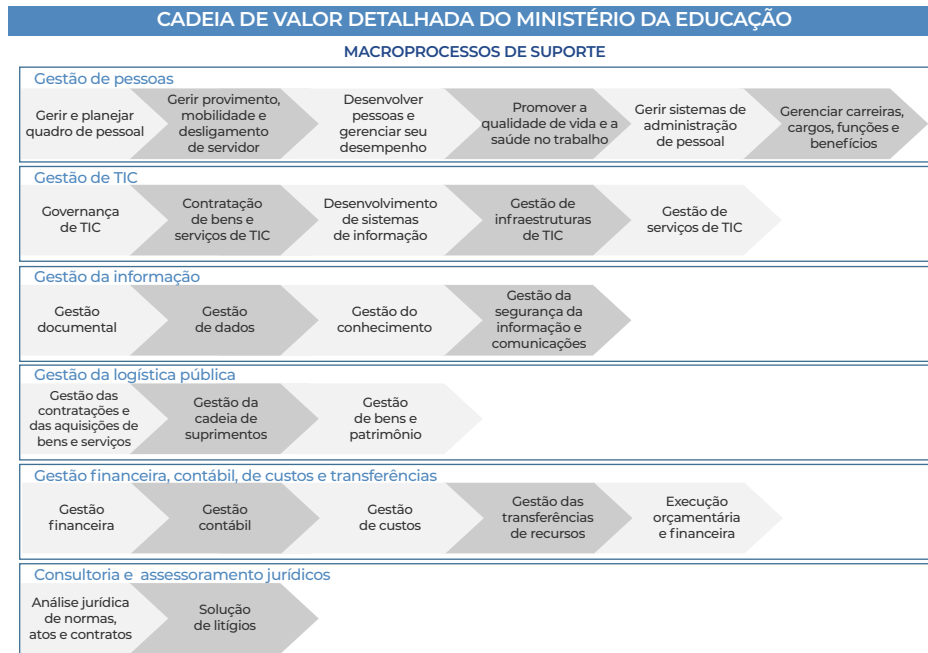 CADEIA DE VALOR DETALHADA DO MINISTÉRIO DA EDUCAÇÃO
MACROPROCESSOS DE SUPORTE
Gestão de pessoas
Gerir e planejar
quadro de pessoal
Gerir provimento,
mobilidade e
desligamento
de servidor
Desenvolver
pessoas e
gerenciar seu
desempenho
Promover a
qualidade de vida e a
saúde no trabalho
Gerir sistemas de
administração
de pessoal
Gerenciar carreiras,
cargos, funções e
benefícios
Gestão de TIC
Governança
de TIC
Contratação
de bens e
serviços de TIC
Desenvolvimento
de sistemas
de informação
Gestão de
infraestruturas
de TIC
Gestão de
serviços de TIC
Gestão da informação
Gestão
documental
Gestão
de dados
Gestão do
conhecimento
Gestão da
segurança da
informação e
comunicações
Gestão da logística pública
Gestão das
contratações e
das aquisições de
bens e serviços
Gestão da
cadeia de
suprimentos
Gestão
de bens e
patrimônio
Gestão financeira, contábil, de custos e transferências
Gestão
financeira
Gestão
contábil
Gestão
de custos
Gestão das
transferências
de recursos
Execução
orçamentária
e financeira
Consultoria e assessoramento jurídicos
Análise jurídica
de normas,
atos e contratos
Solução
de litígios